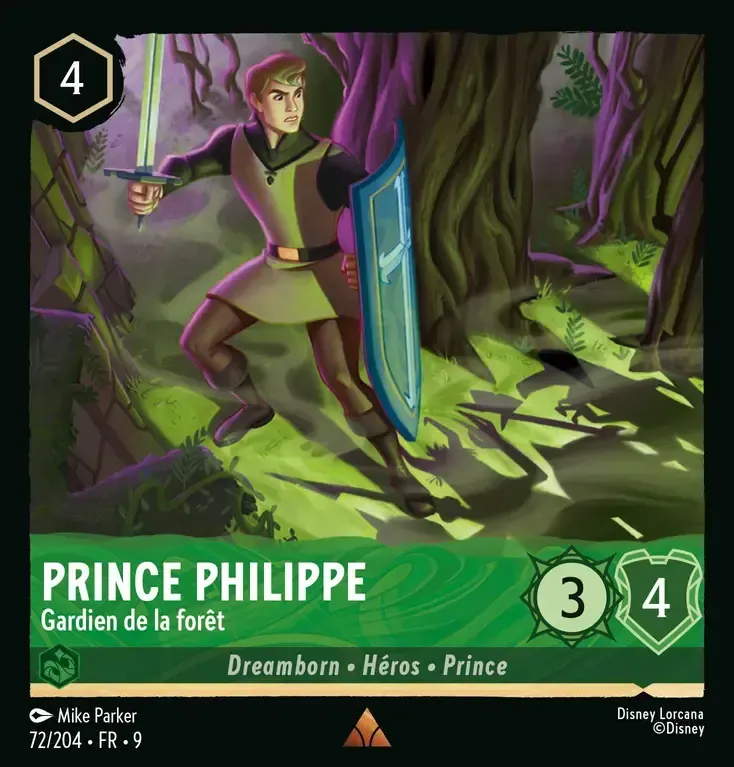 4
PRINCE PHILIPPE
Gardien de la forêt
3
4
Dreamborn • Héros • Prince
Mike Parker
72/204 • FR • 9
Disney Lorcana
©Disney